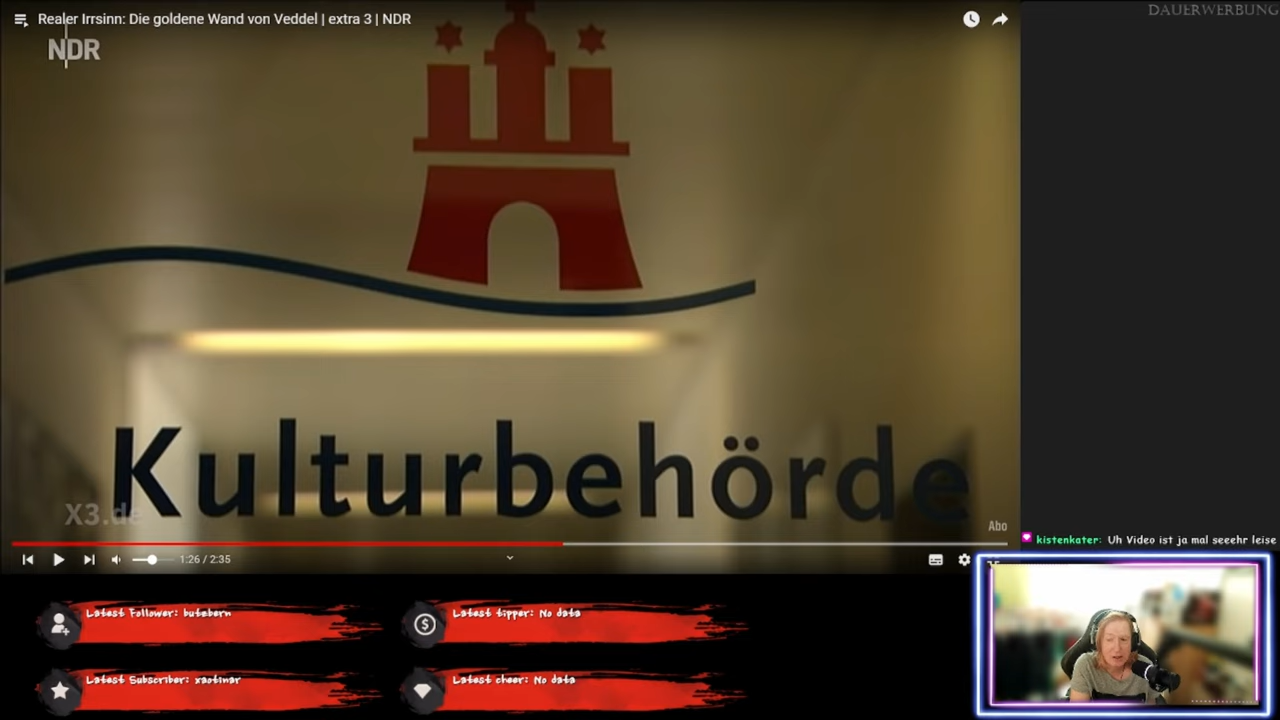 Realer Irrsinn: Die goldene Wand von Veddel | extra 3 | NDR
DAUERWERBUNG
NDR
Kulturbehörde
X3.de
Abo
1:26 / 2:35
kistenkater: Uh Video ist ja mal seeehr leise
Latest Follower: butebern
Latest tipper: No data
Latest Subscriber: xaotinar
Latest cheer: No data